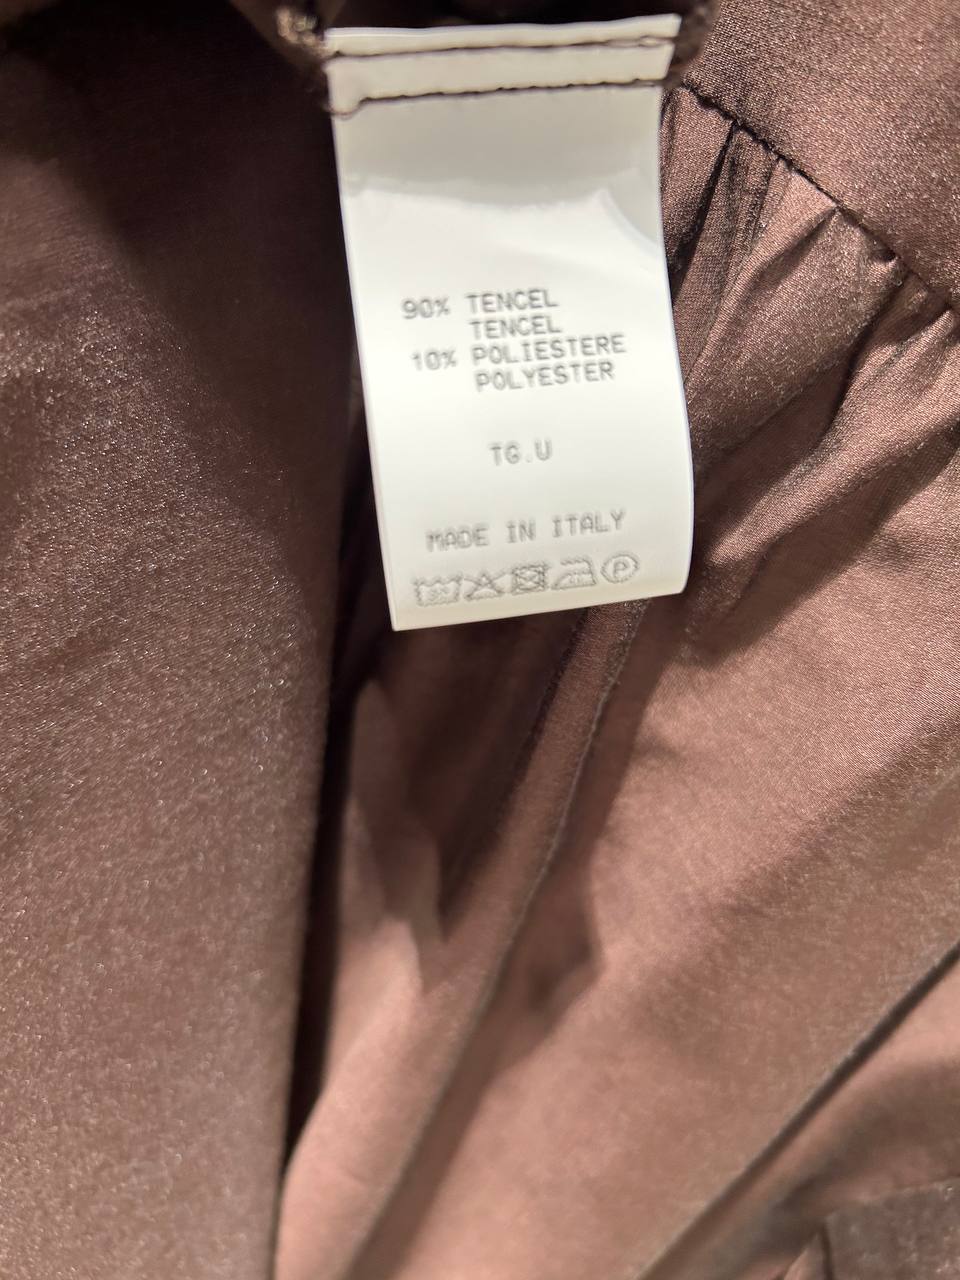 90% TENCEL
TENCEL
10% POLIESTERE
POLYESTER
TG.U
MADE IN ITALY
P